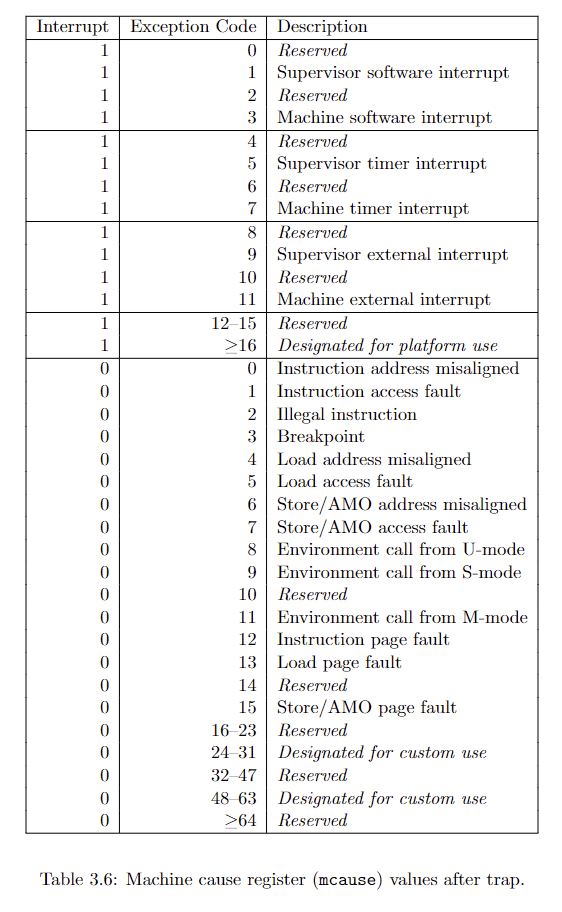 Interrupt Exception Code Description
1 0 Reserved
1 1 Supervisor software interrupt
1 2 Reserved
1 3 Machine software interrupt
1 4 Reserved
1 5 Supervisor timer interrupt
1 6 Reserved
1 7 Machine timer interrupt
1 8 Reserved
1 9 Supervisor external interrupt
1 10 Reserved
1 11 Machine external interrupt
1 12–15 Reserved
1 ≥16 Designated for platform use
0 0 Instruction address misaligned
0 1 Instruction access fault
0 2 Illegal instruction
0 3 Breakpoint
0 4 Load address misaligned
0 5 Load access fault
0 6 Store/AMO address misaligned
0 7 Store/AMO access fault
0 8 Environment call from U-mode
0 9 Environment call from S-mode
0 10 Reserved
0 11 Environment call from M-mode
0 12 Instruction page fault
0 13 Load page fault
0 14 Reserved
0 15 Store/AMO page fault
0 16–23 Reserved
0 24–31 Designated for custom use
0 32–47 Reserved
0 48–63 Designated for custom use
0 ≥64 Reserved
Table 3.6: Machine cause register (mcause) values after trap.